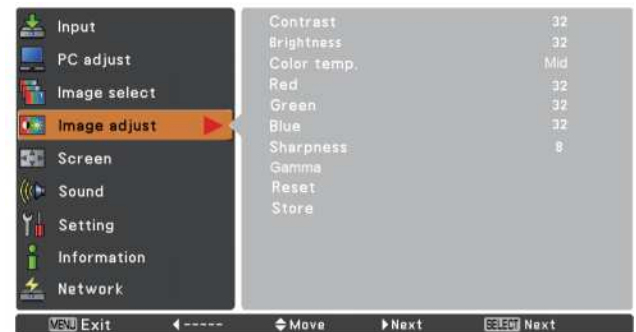 Input
PC adjust
Image select
Image adjust
Screen
Sound
Setting
Information
Network
Contrast 32
Brightness 32
Color temp. Mid
Red 32
Green 32
Blue 32
Sharpness 8
Gamma
Reset
Store
MENU Exit ◀----- Move ▶Next SELECT Next